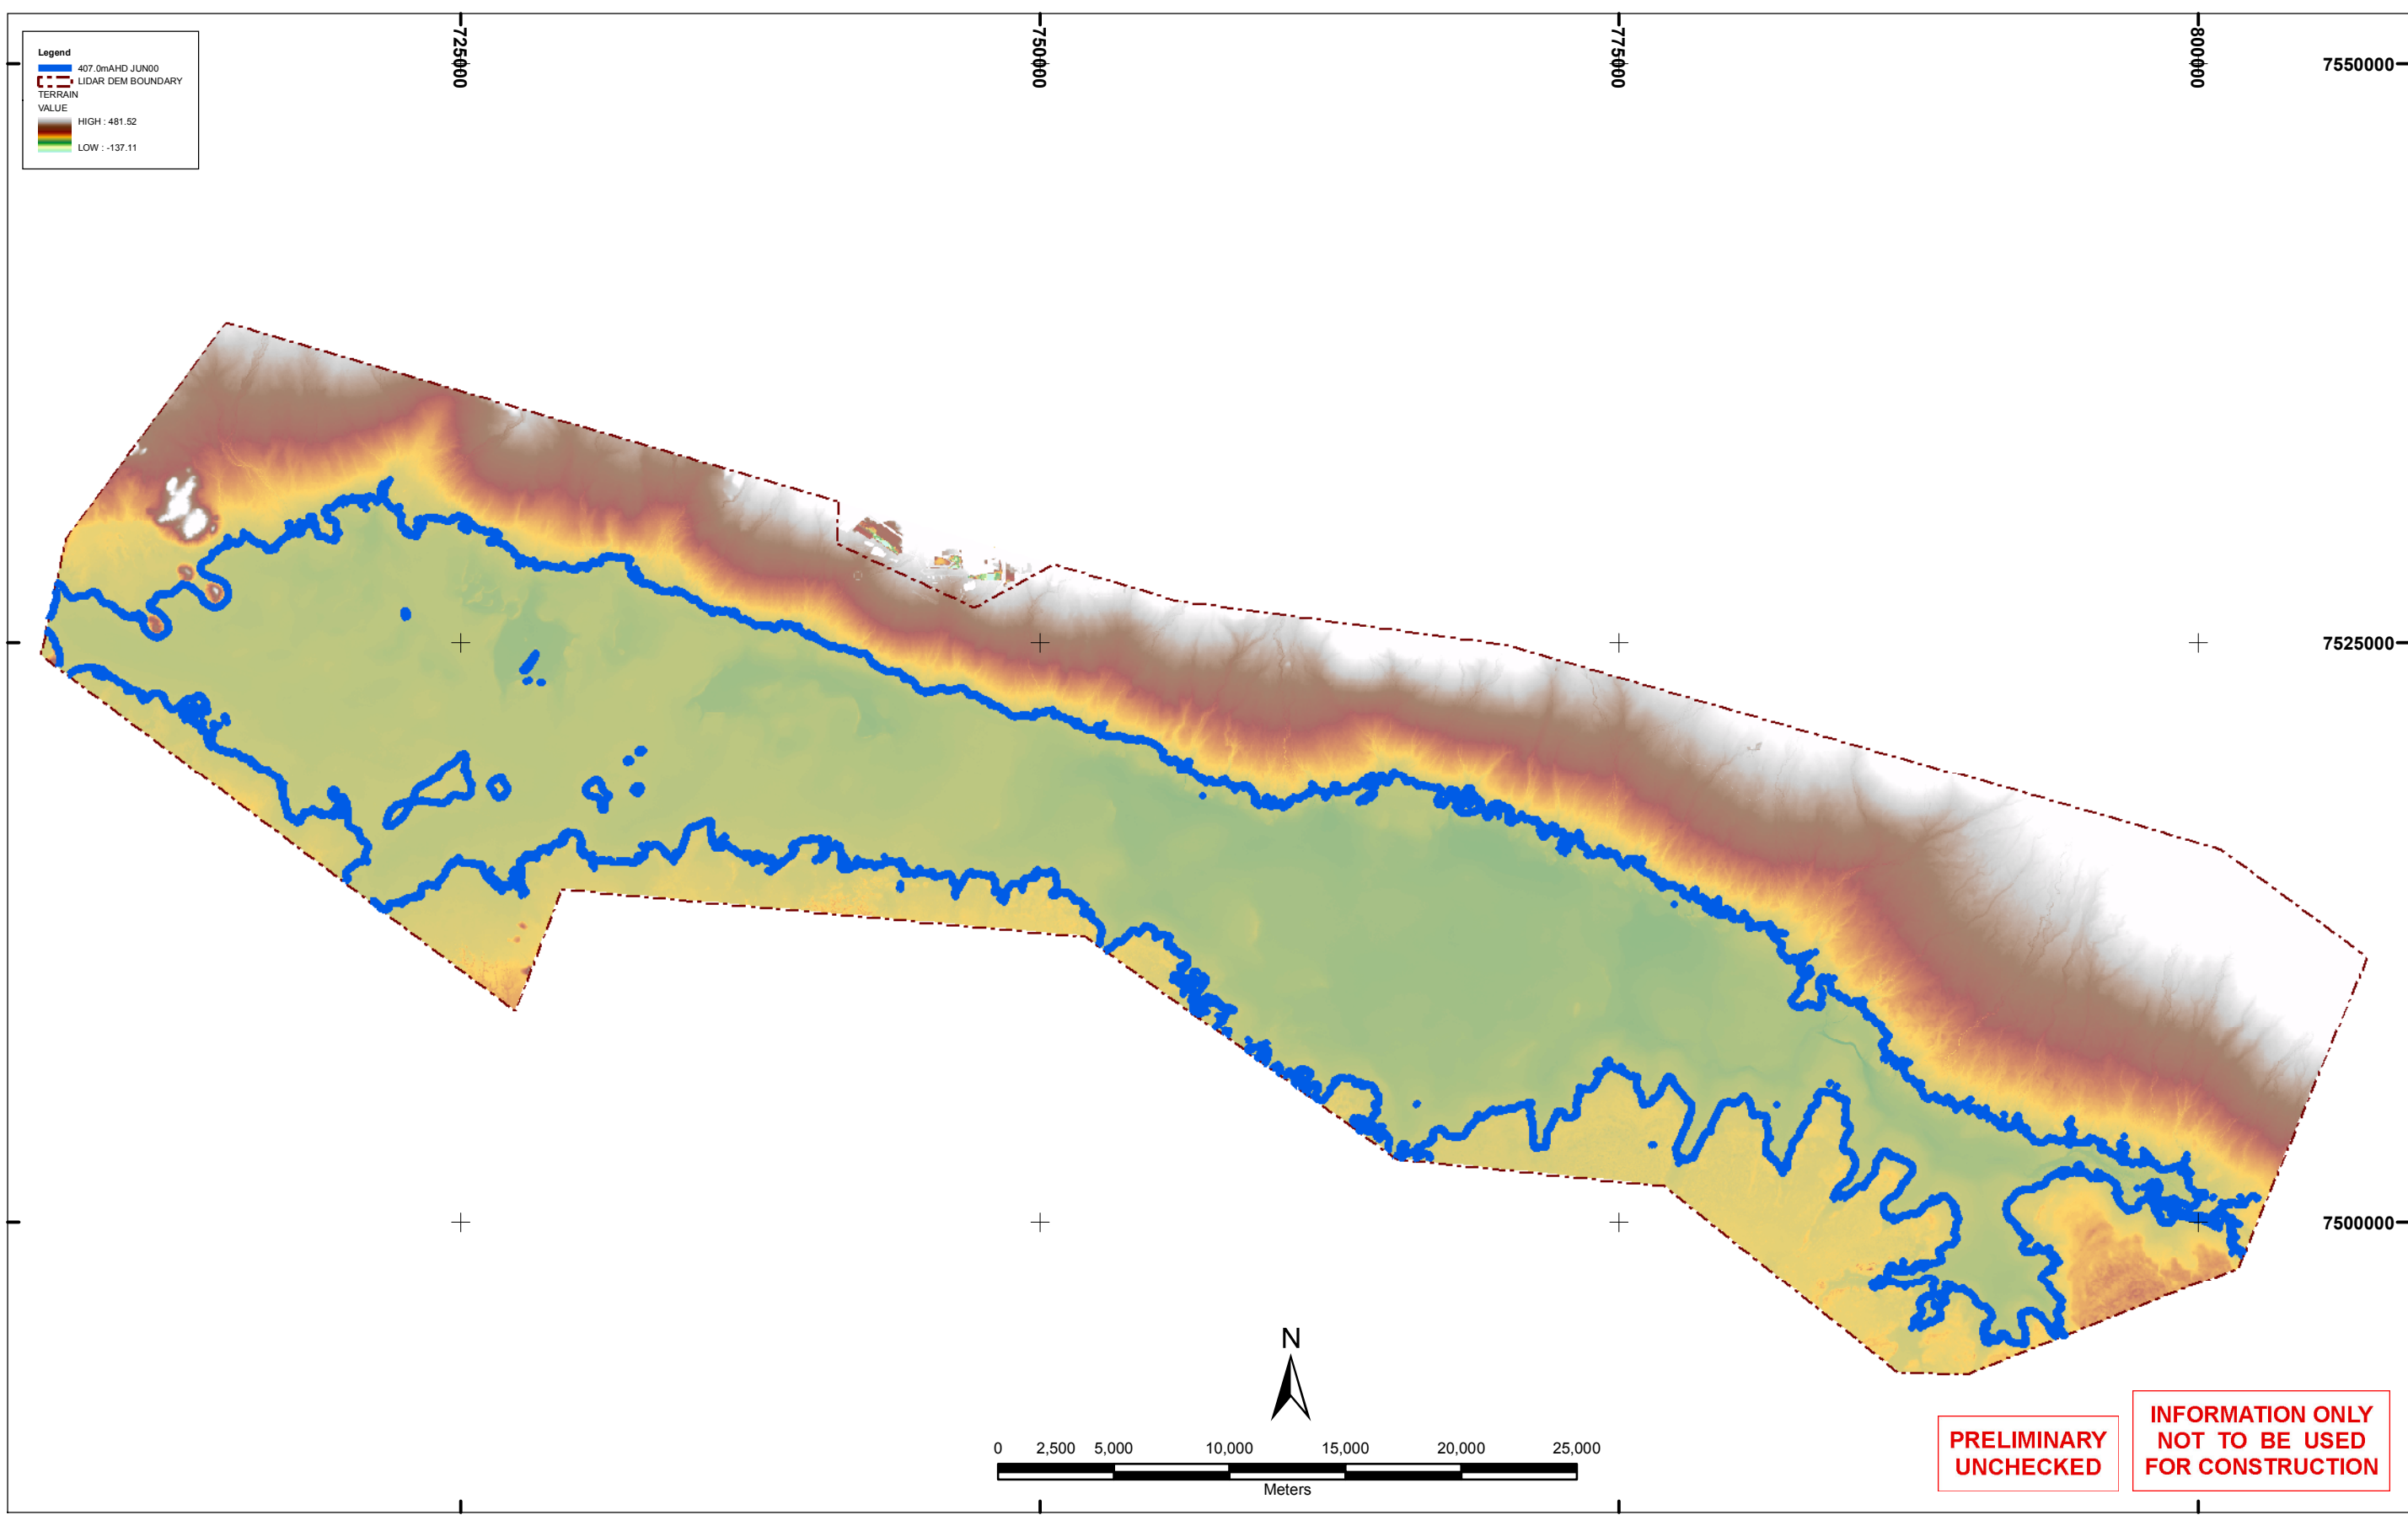 Legend
407.0mAHD JUN00
LIDAR DEM BOUNDARY
TERRAIN
VALUE
HIGH : 481.52
LOW : -137.11
725000
750000
775000
800000
7550000
7525000
7500000
N
0 2,500 5,000 10,000 15,000 20,000 25,000
Meters
PRELIMINARY
UNCHECKED
INFORMATION ONLY
NOT TO BE USED
FOR CONSTRUCTION